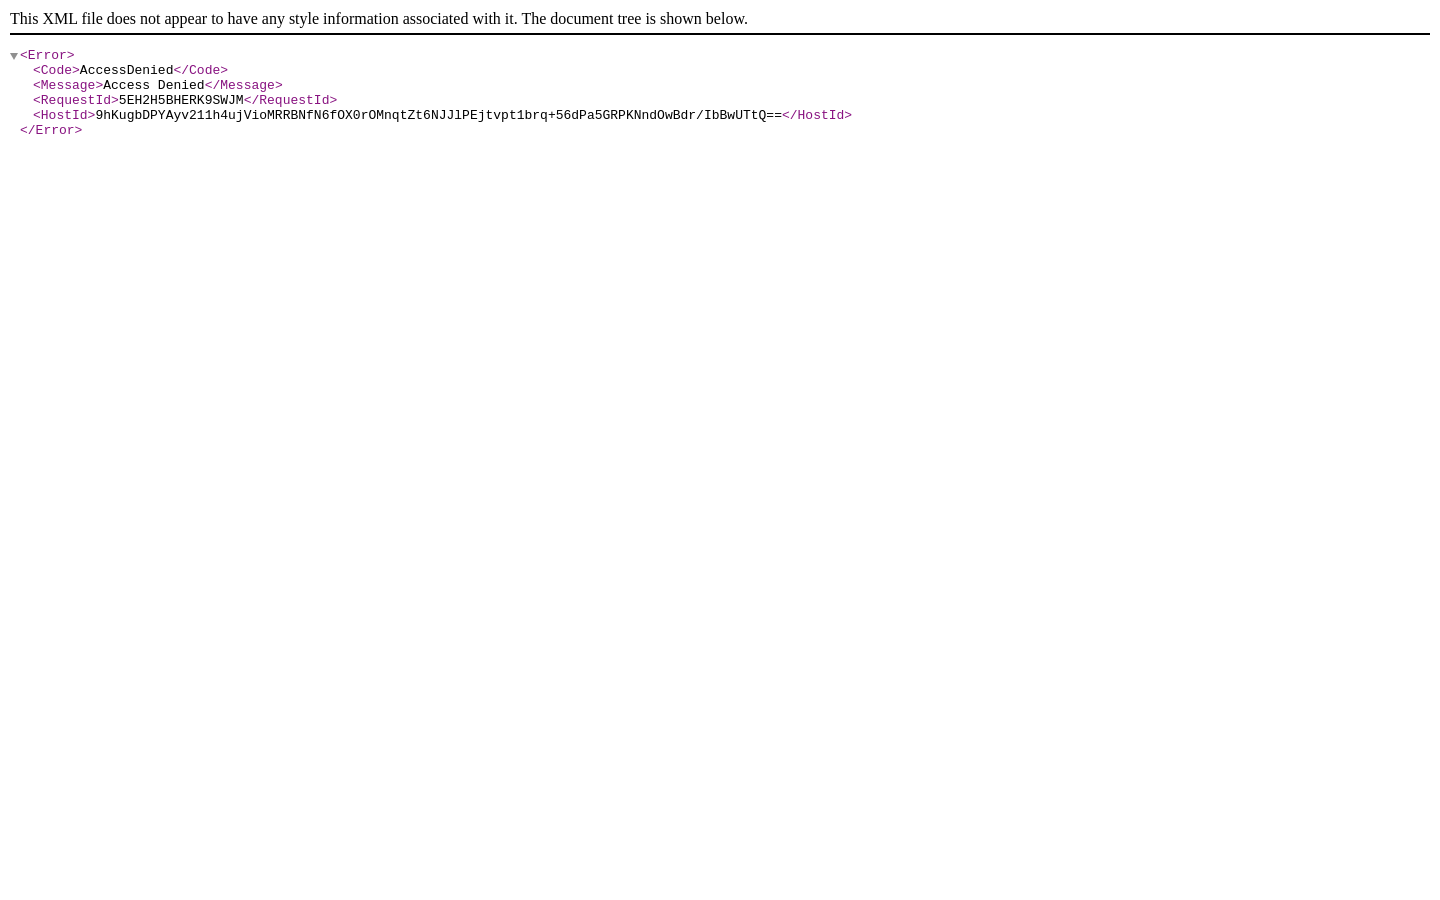 This XML file does not appear to have any style information associated with it. The document tree is shown below.
<Error>
<Code>AccessDenied</Code>
<Message>Access Denied</Message>
<RequestId>5EH2H5BHERK9SWJM</RequestId>
<HostId>9hKugbDPYAyv211h4ujVioMRRBNfN6fOX0rOMnqtZt6NJJlPEjtvpt1brq+56dPa5GRPKNndOwBdr/IbBwUTtQ==</HostId>
</Error>